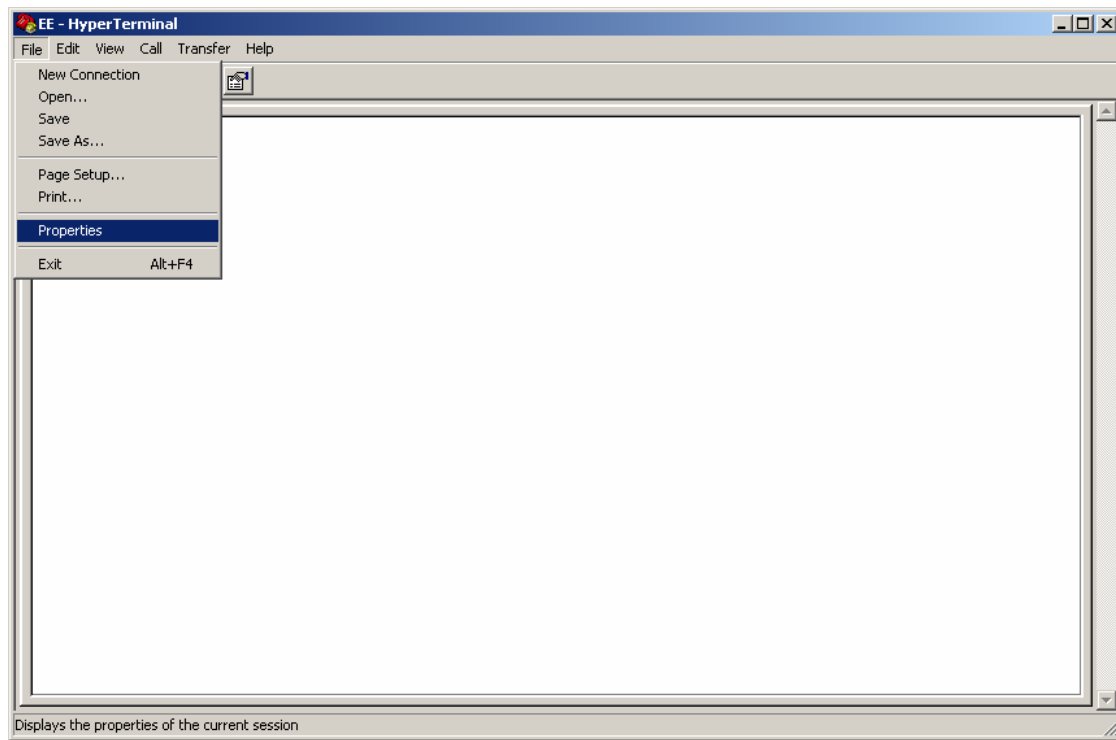 EE - HyperTerminal
File Edit View Call Transfer Help
New Connection
Open...
Save
Save As...
Page Setup...
Print...
Properties
Exit Alt+F4
Displays the properties of the current session